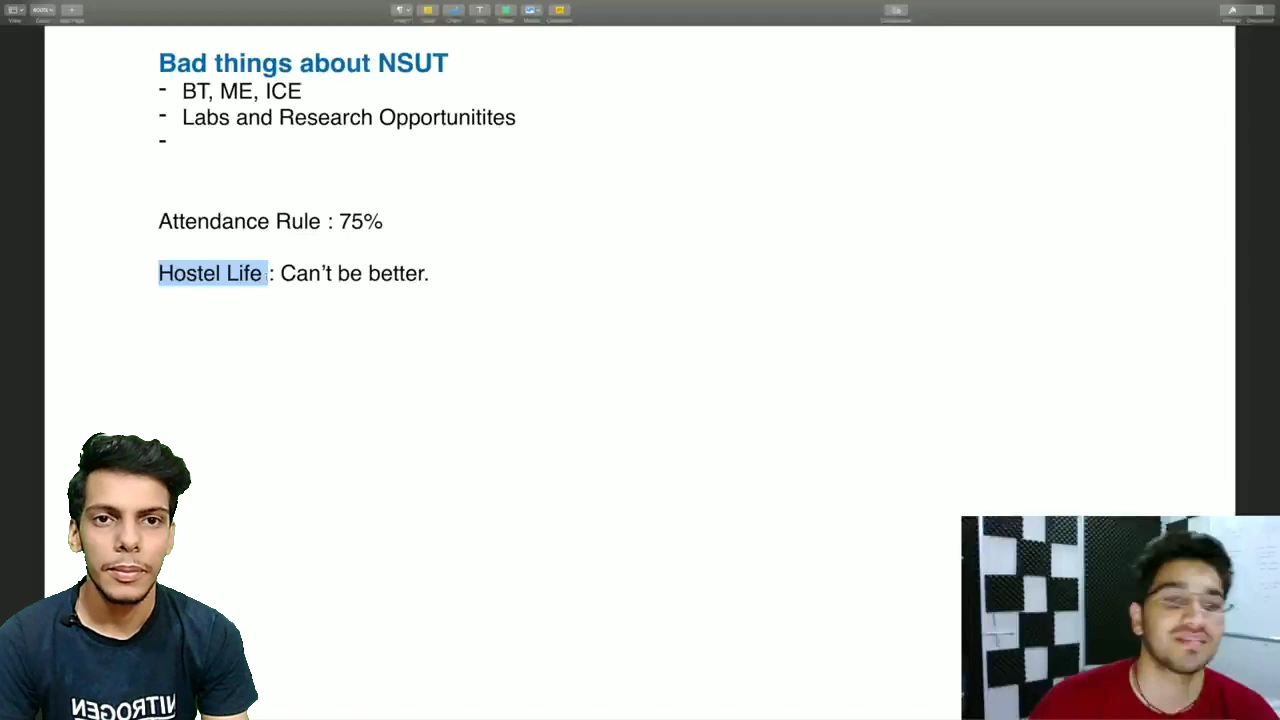 Bad things about NSUT
- BT, ME, ICE
- Labs and Research Opportunitites
-
Attendance Rule : 75%
Hostel Life : Can't be better.
NITROGEN